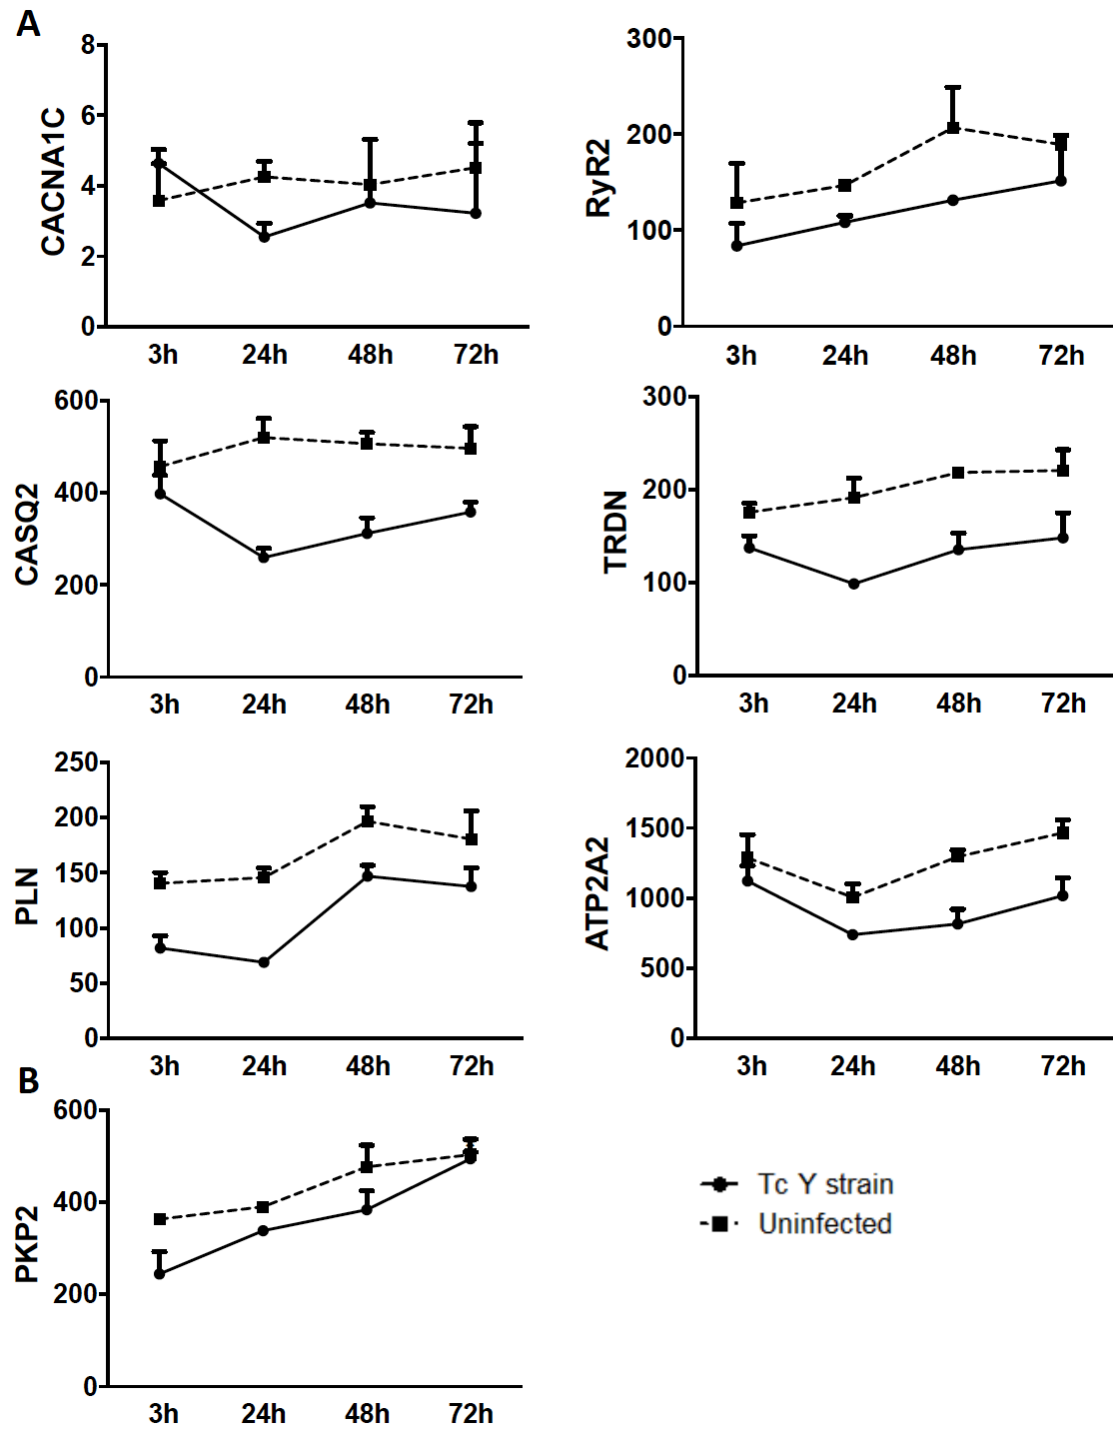 A
CACNA1C
8
6
4
2
0
3h 24h 48h 72h
RyR2
300
200
100
0
3h 24h 48h 72h
CASQ2
600
400
200
0
3h 24h 48h 72h
TRDN
300
200
100
0
3h 24h 48h 72h
PLN
250
200
150
100
50
0
3h 24h 48h 72h
ATP2A2
2000
1500
1000
500
0
3h 24h 48h 72h
B
PKP2
600
400
200
0
3h 24h 48h 72h
Tc Y strain
Uninfected